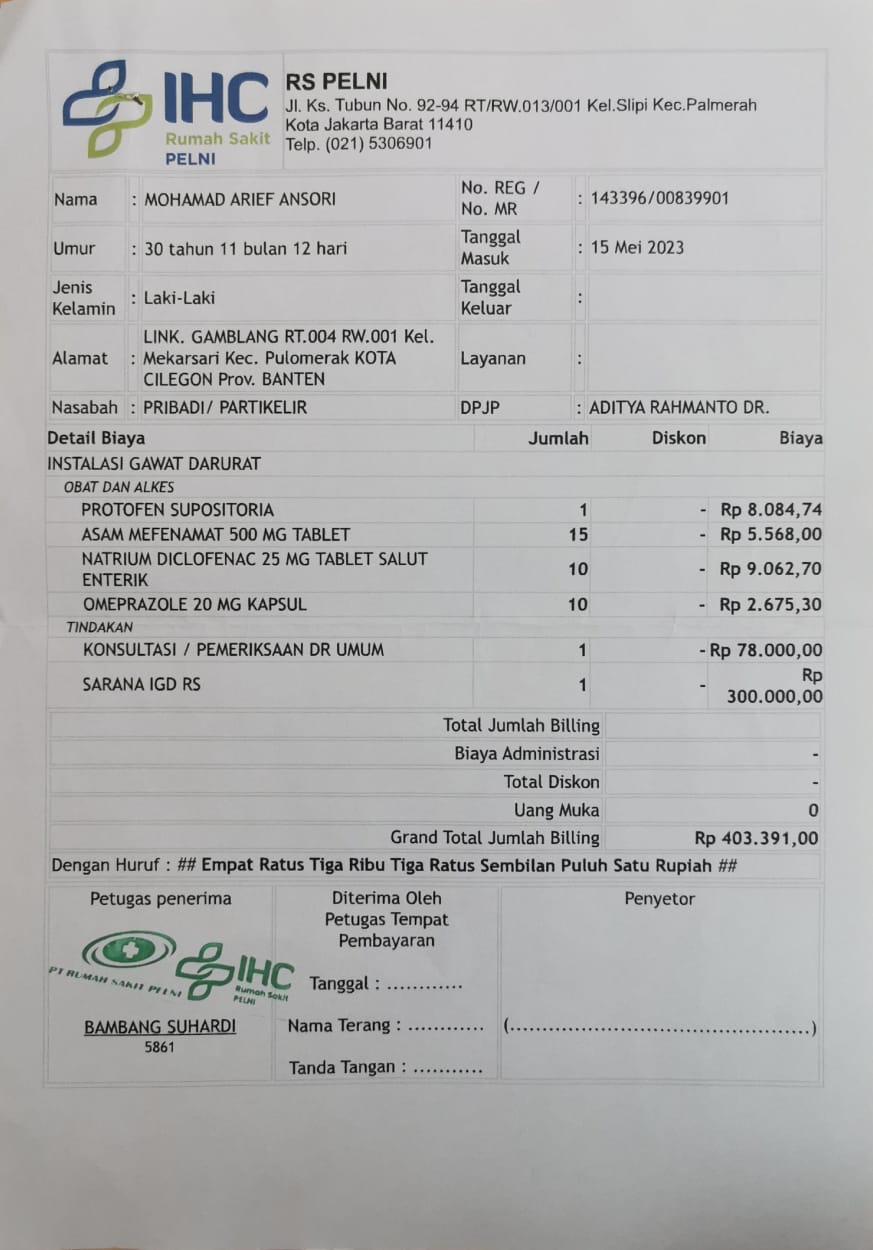 IHC
Rumah Sakit
PELNI
RS PELNI
Jl. Ks. Tubun No. 92-94 RT/RW.013/001 Kel.Slipi Kec.Palmerah
Kota Jakarta Barat 11410
Telp. (021) 5306901
Nama : MOHAMAD ARIEF ANSORI No. REG / No. MR : 143396/00839901
Umur : 30 tahun 11 bulan 12 hari Tanggal Masuk : 15 Mei 2023
Jenis Kelamin : Laki-Laki Tanggal Keluar :
Alamat : LINK. GAMBLANG RT.004 RW.001 Kel.
Mekarsari Kec. Pulomerak KOTA
CILEGON Prov. BANTEN
Layanan :
Nasabah : PRIBADI/ PARTIKELIR DPJP : ADITYA RAHMANTO DR.
Detail Biaya Jumlah Diskon Biaya
INSTALASI GAWAT DARURAT
OBAT DAN ALKES
PROTOFEN SUPOSITORIA 1 - Rp 8.084,74
ASAM MEFENAMAT 500 MG TABLET 15 - Rp 5.568,00
NATRIUM DICLOFENAC 25 MG TABLET SALUT
ENTERIK 10 - Rp 9.062,70
OMEPRAZOLE 20 MG KAPSUL 10 - Rp 2.675,30
TINDAKAN
KONSULTASI / PEMERIKSAAN DR UMUM 1 - Rp 78.000,00
SARANA IGD RS 1 - Rp
300.000,00
Total Jumlah Billing
Biaya Administrasi -
Total Diskon -
Uang Muka 0
Grand Total Jumlah Billing Rp 403.391,00
Dengan Huruf : ## Empat Ratus Tiga Ribu Tiga Ratus Sembilan Puluh Satu Rupiah ##
Petugas penerima
PT RUMAH SAKIT PELNI
IHC
Rumah Sakit
PELNI
BAMBANG SUHARDI
5861
Diterima Oleh
Petugas Tempat
Pembayaran
Tanggal : ............
Nama Terang : ............
Tanda Tangan : ...........
Penyetor
(.............................................)